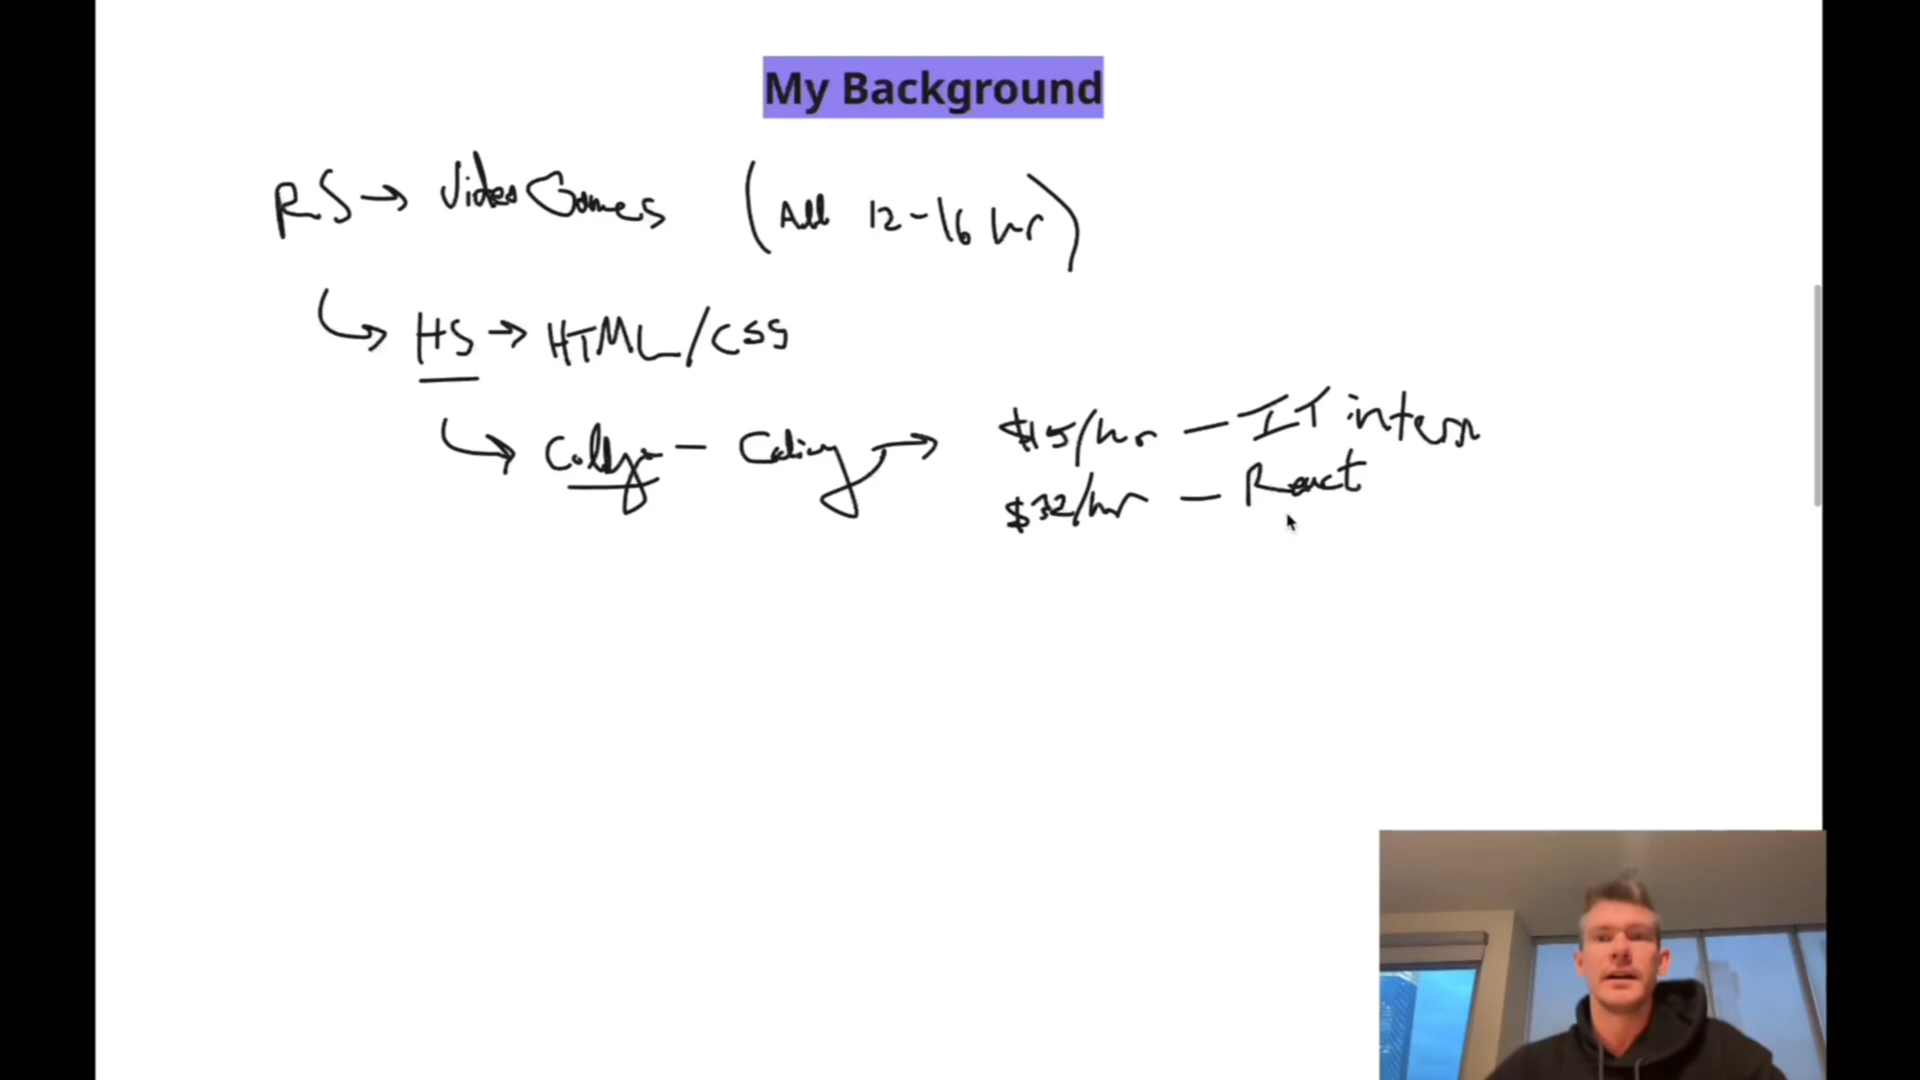 My Background
RS → Video Games (All 12-16 hr)
↳ HS → HTML/CSS
↳ College - Coding → $15/hr - IT intern
$32/hr - React